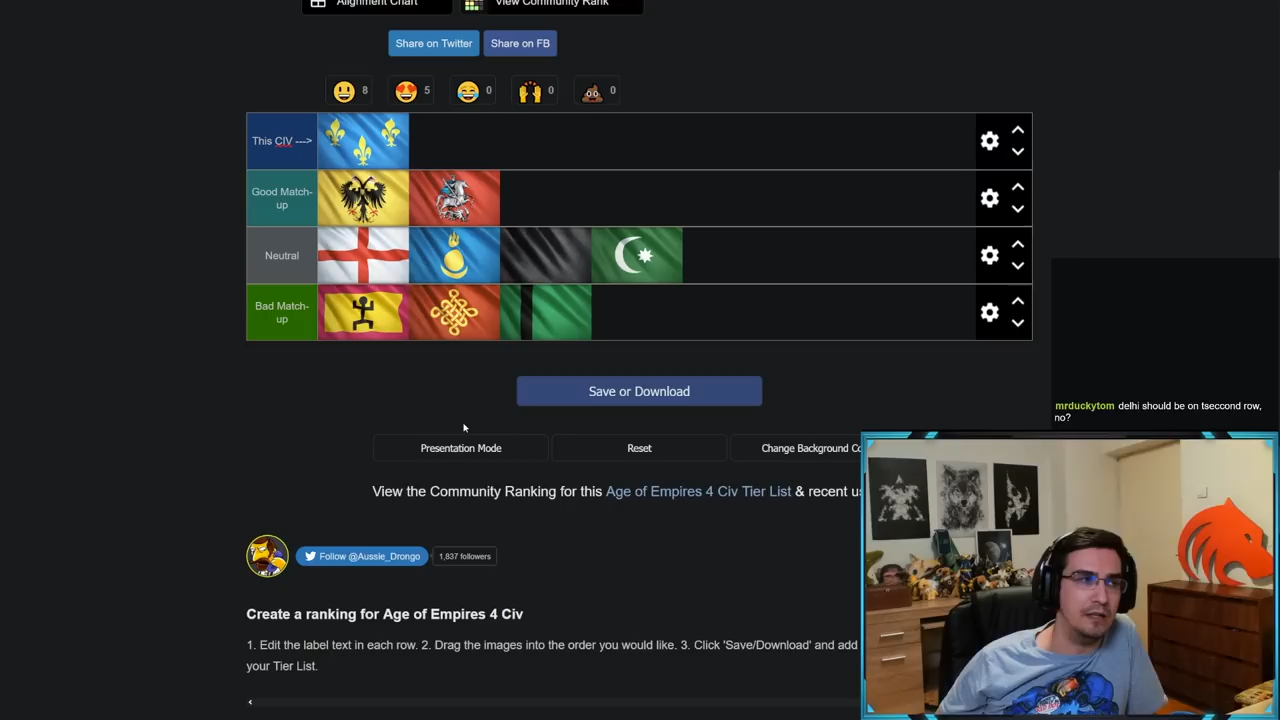 Alignment Chart
View Community Rank
Share on Twitter
Share on FB
8
5
0
0
0
This CIV --->
Good Match-
up
Neutral
Bad Match-
up
Save or Download
mrduckytom delhi should be on tseccond row,
no?
Presentation Mode
Reset
Change Background Co
View the Community Ranking for this Age of Empires 4 Civ Tier List & recent us
Follow @Aussie_Drongo
1,837 followers
Create a ranking for Age of Empires 4 Civ
1. Edit the label text in each row. 2. Drag the images into the order you would like. 3. Click 'Save/Download' and add
your Tier List.